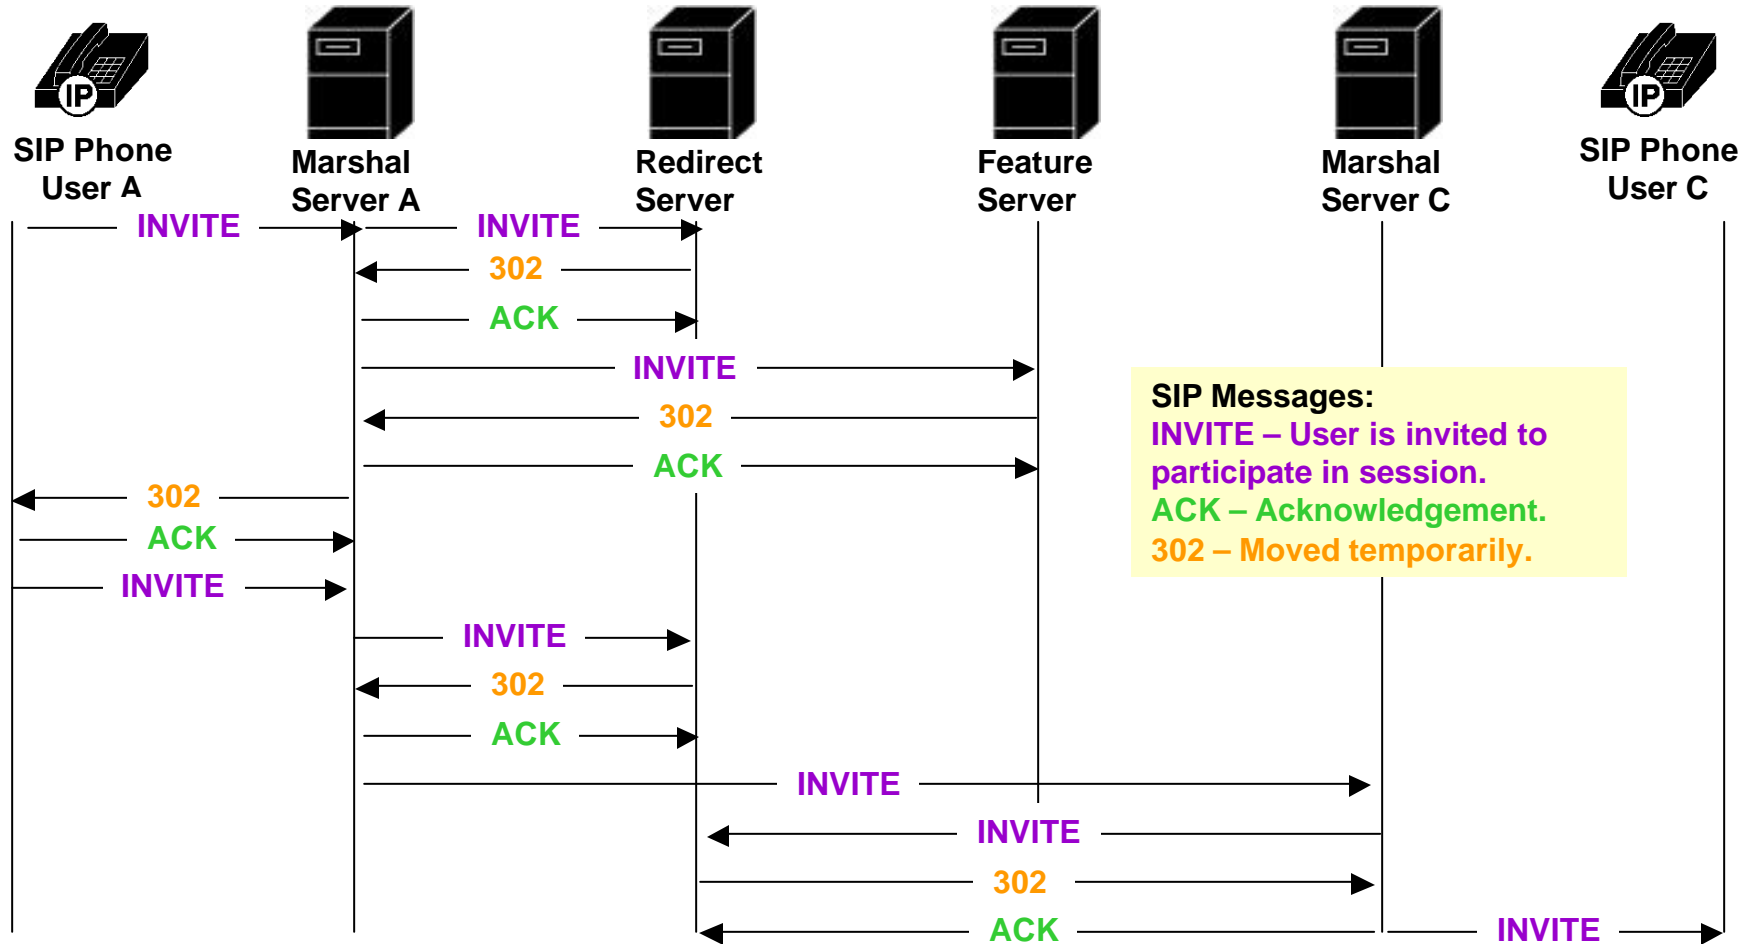 IP
IP
SIP Phone
User A
Marshal
Server A
Redirect
Server
Feature
Server
Marshal
Server C
SIP Phone
User C
INVITE
INVITE
302
ACK
INVITE
302
ACK
302
ACK
INVITE
SIP Messages:
INVITE – User is invited to
participate in session.
ACK – Acknowledgement.
302 – Moved temporarily.
INVITE
302
ACK
INVITE
INVITE
302
ACK
INVITE